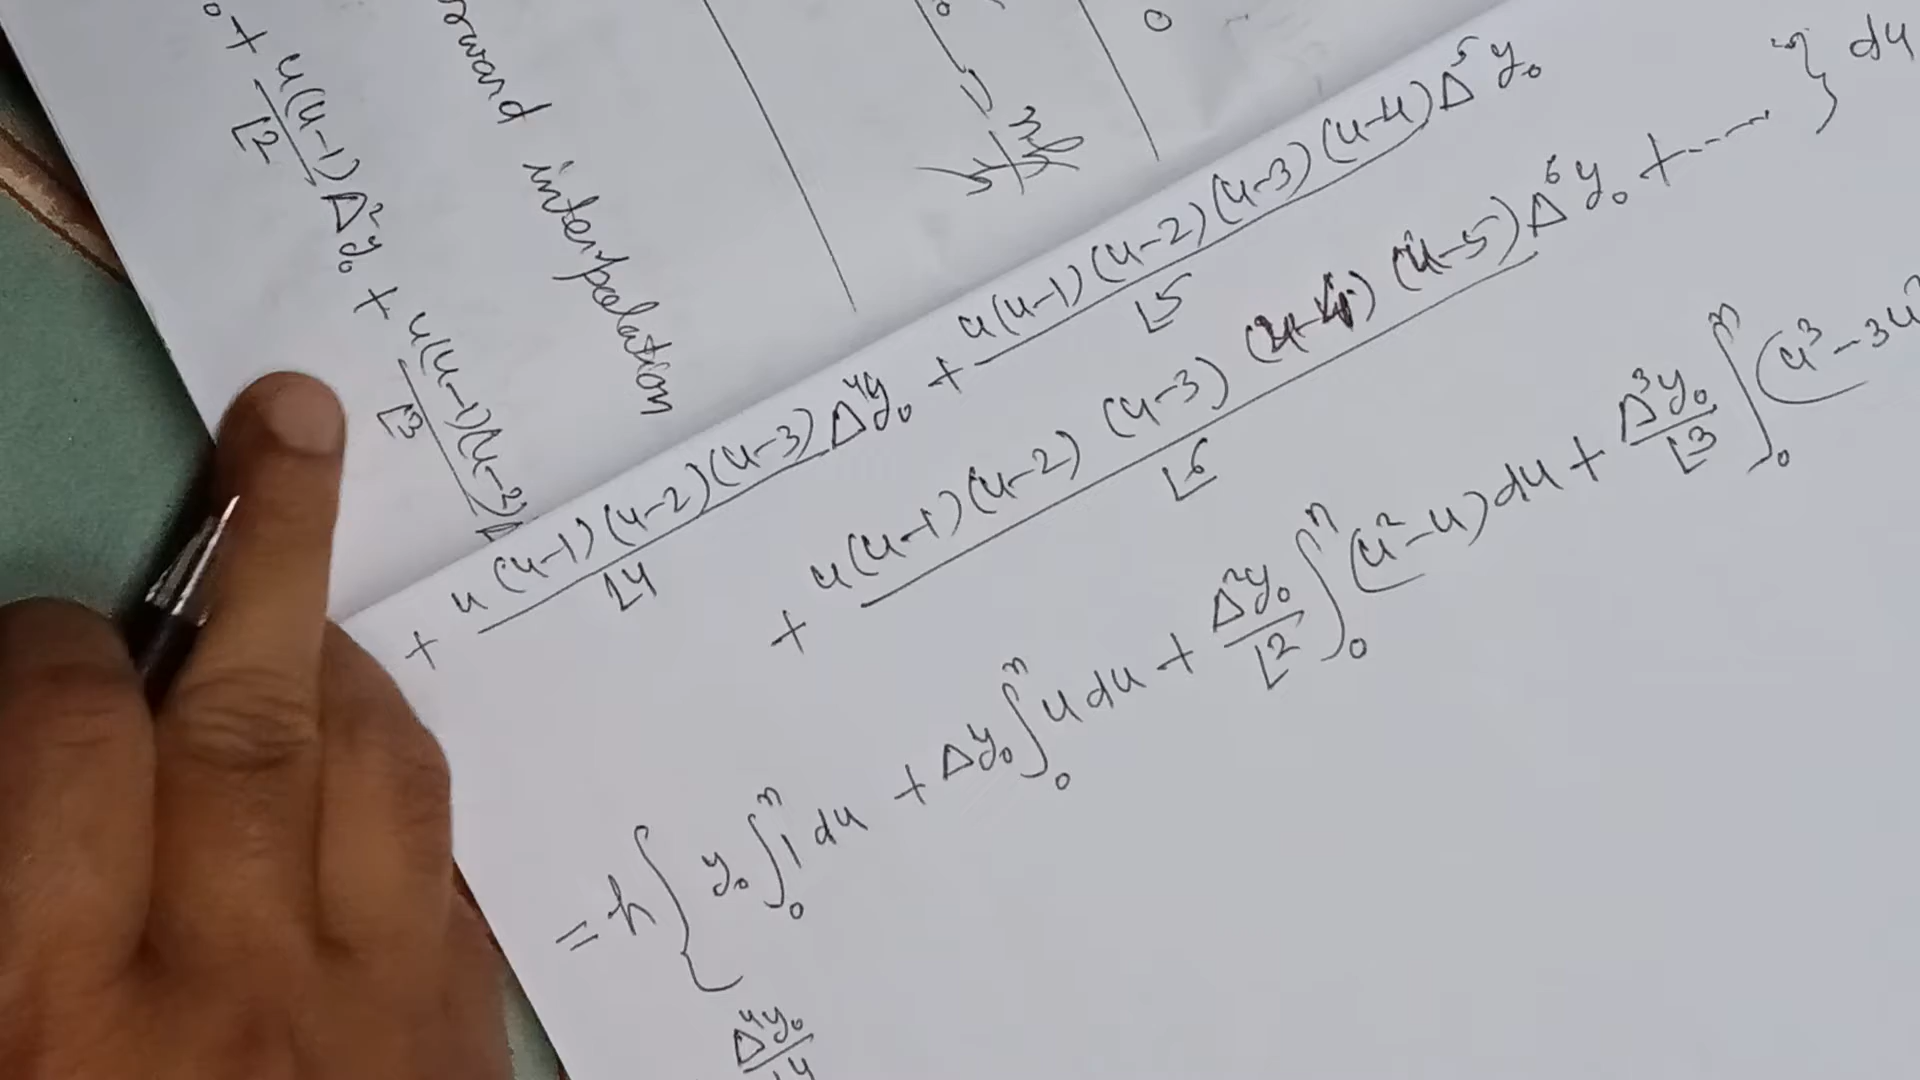 + u(u-1)/⌊2 Δ²y₀ + u(u-1)(u-2)/⌊3
interpolation
+ u(u-1)(u-2)(u-3)/⌊4 Δ⁴y₀ + u(u-1)(u-2)(u-3)(u-4)/⌊5 Δ⁵y₀
+ u(u-1)(u-2)(u-3)(u-4)(u-5)/⌊6 Δ⁶y₀ + ---- } du
= h { y₀ ∫₀ⁿ 1 du + Δy₀ ∫₀ⁿ u du + Δ²y₀/⌊2 ∫₀ⁿ (u²-u) du + Δ³y₀/⌊3 ∫₀ⁿ (u³-3u²
Δ⁴y₀/⌊4